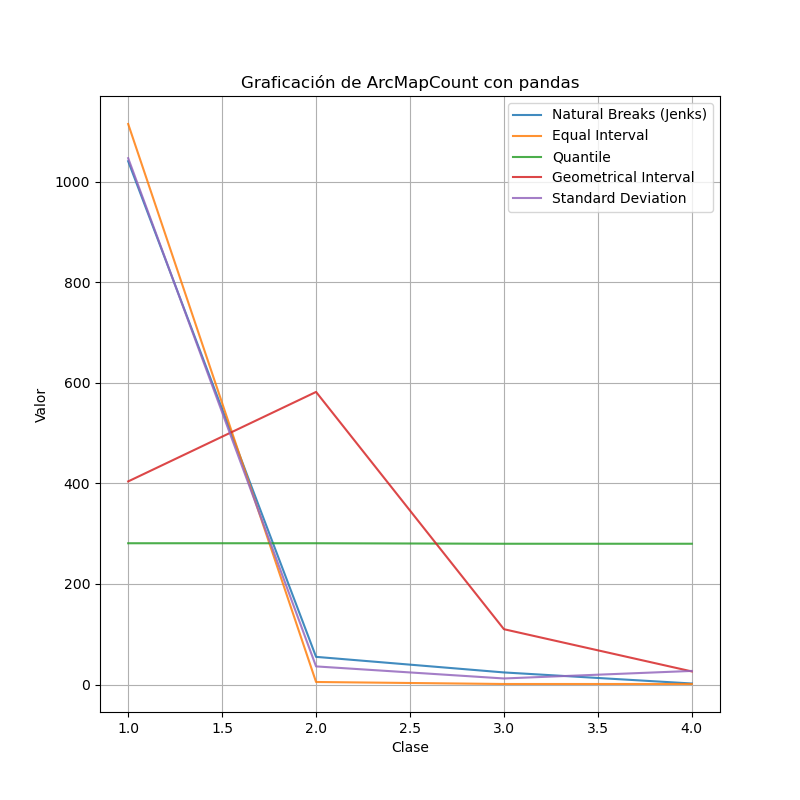 Graficación de ArcMapCount con pandas
Natural Breaks (Jenks)
Equal Interval
Quantile
Geometrical Interval
Standard Deviation
1000
800
600
400
200
0
Valor
1.0 1.5 2.0 2.5 3.0 3.5 4.0
Clase